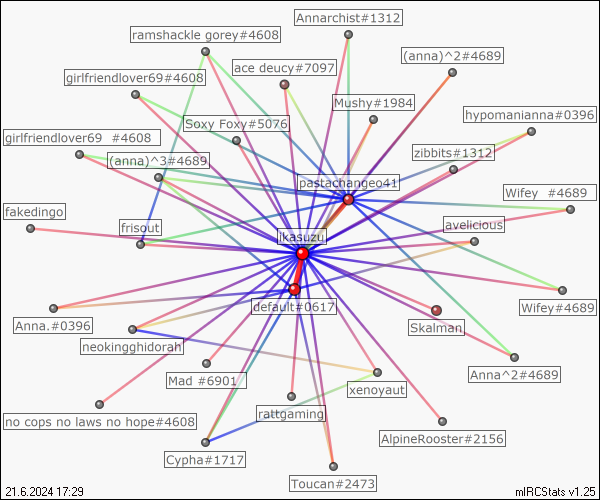 Annarchist#1312
ramshackle gorey#4608
(anna)^2#4689
ace deucy#7097
girlfriendlover69#4608
Mushy#1984
hypomanianna#0396
Soxy Foxy#5076
girlfriendlover69 #4608
zibbits#1312
(anna)^3#4689
pastachangeo41
Wifey #4689
fakedingo
frisout
avelicious
ikasuzu
default#0617
Wifey#4689
Anna.#0396
Skalman
neokingghidorah
Anna^2#4689
Mad #6901
xenoyaut
rattgaming
no cops no laws no hope#4608
AlpineRooster#2156
Cypha#1717
Toucan#2473
21.6.2024 17:29
mIRCStats v1.25